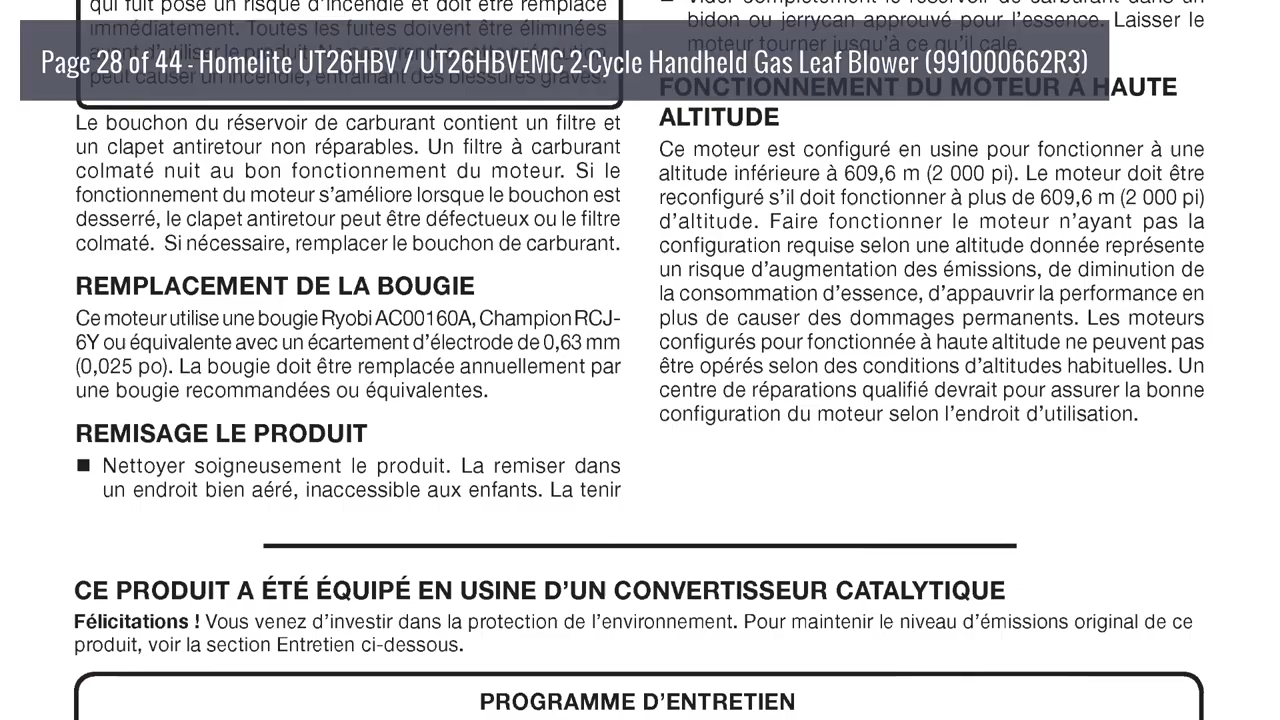 qui fuit pose un risque d'incendie et doit être remplacé
immédiatement. Toutes les fuites doivent être éliminées
peut causer un incendie, entraînant des blessures graves.
Page 28 of 44 - Homelite UT26HBV / UT26HBVEMC 2-Cycle Handheld Gas Leaf Blower (991000662R3)
Le bouchon du réservoir de carburant contient un filtre et
un clapet antiretour non réparables. Un filtre à carburant
colmaté nuit au bon fonctionnement du moteur. Si le
fonctionnement du moteur s'améliore lorsque le bouchon est
desserré, le clapet antiretour peut être défectueux ou le filtre
colmaté. Si nécessaire, remplacer le bouchon de carburant.
REMPLACEMENT DE LA BOUGIE
Ce moteur utilise une bougie Ryobi AC00160A, Champion RCJ-
6Y ou équivalente avec un écartement d'électrode de 0,63 mm
(0,025 po). La bougie doit être remplacée annuellement par
une bougie recommandées ou équivalentes.
REMISAGE LE PRODUIT
■ Nettoyer soigneusement le produit. La remiser dans
un endroit bien aéré, inaccessible aux enfants. La tenir
Vider complètement le réservoir de carburant dans un
bidon ou jerrycan approuvé pour l'essence. Laisser le
moteur tourner jusqu'à ce qu'il cale.
FONCTIONNEMENT DU MOTEUR À HAUTE
ALTITUDE
Ce moteur est configuré en usine pour fonctionner à une
altitude inférieure à 609,6 m (2 000 pi). Le moteur doit être
reconfiguré s'il doit fonctionner à plus de 609,6 m (2 000 pi)
d'altitude. Faire fonctionner le moteur n'ayant pas la
configuration requise selon une altitude donnée représente
un risque d'augmentation des émissions, de diminution de
la consommation d'essence, d'appauvrir la performance en
plus de causer des dommages permanents. Les moteurs
configurés pour fonctionnée à haute altitude ne peuvent pas
être opérés selon des conditions d'altitudes habituelles. Un
centre de réparations qualifié devrait pour assurer la bonne
configuration du moteur selon l'endroit d'utilisation.
CE PRODUIT A ÉTÉ ÉQUIPÉ EN USINE D'UN CONVERTISSEUR CATALYTIQUE
Félicitations ! Vous venez d'investir dans la protection de l'environnement. Pour maintenir le niveau d'émissions original de ce
produit, voir la section Entretien ci-dessous.
PROGRAMME D'ENTRETIEN